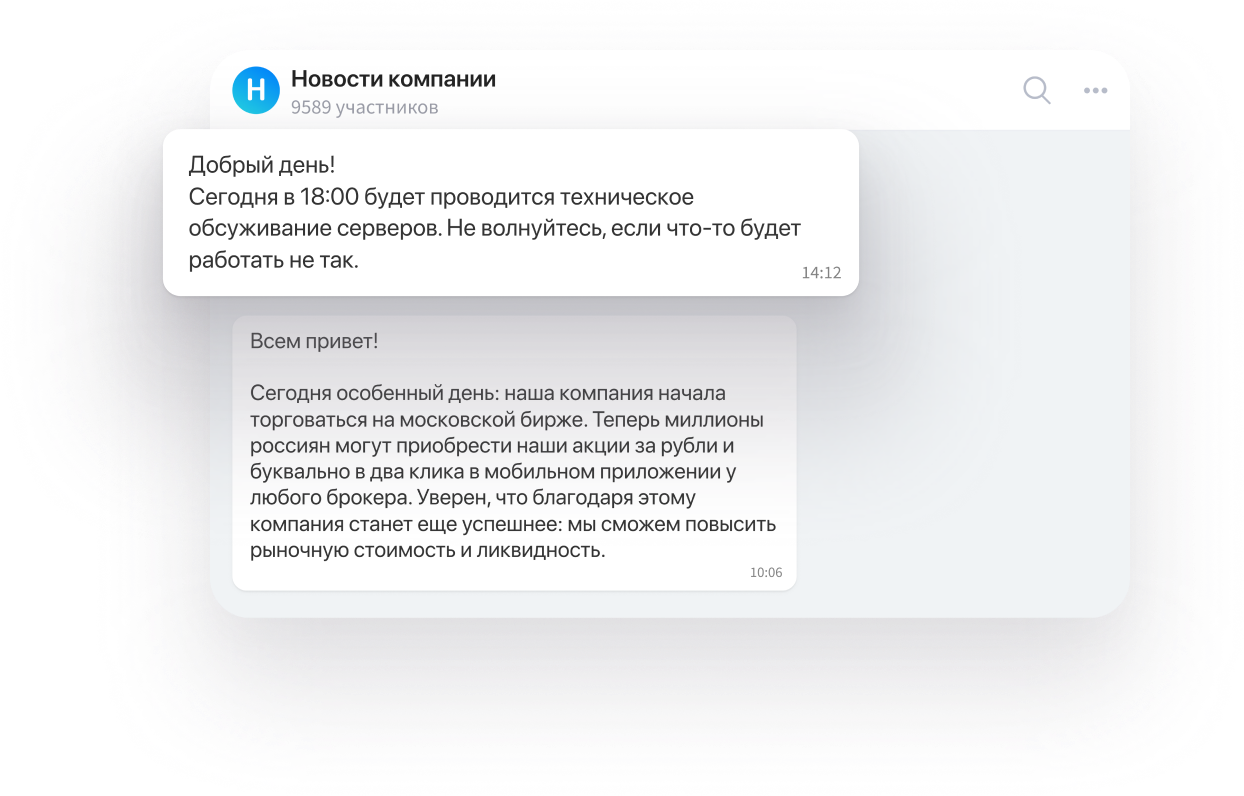 Н
Новости компании
9589 участников
Добрый день!
Сегодня в 18:00 будет проводится техническое
обсуживание серверов. Не волнуйтесь, если что-то будет
работать не так.
14:12
Всем привет!
Сегодня особенный день: наша компания начала
торговаться на московской бирже. Теперь миллионы
россиян могут приобрести наши акции за рубли и
буквально в два клика в мобильном приложении у
любого брокера. Уверен, что благодаря этому
компания станет еще успешнее: мы сможем повысить
рыночную стоимость и ликвидность.
10:06